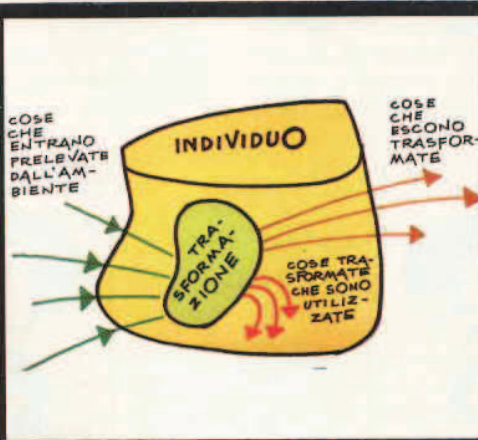 COSE
CHE
ENTRANO
PRELEVATE
DALL'AM-
BIENTE
INDIVIDUO
COSE
CHE
ESCONO
TRASFOR-
MATE
TRA-
SFORMA-
ZIONE
COSE TRA-
SFORMATE
CHE SONO
UTILIZ-
ZATE